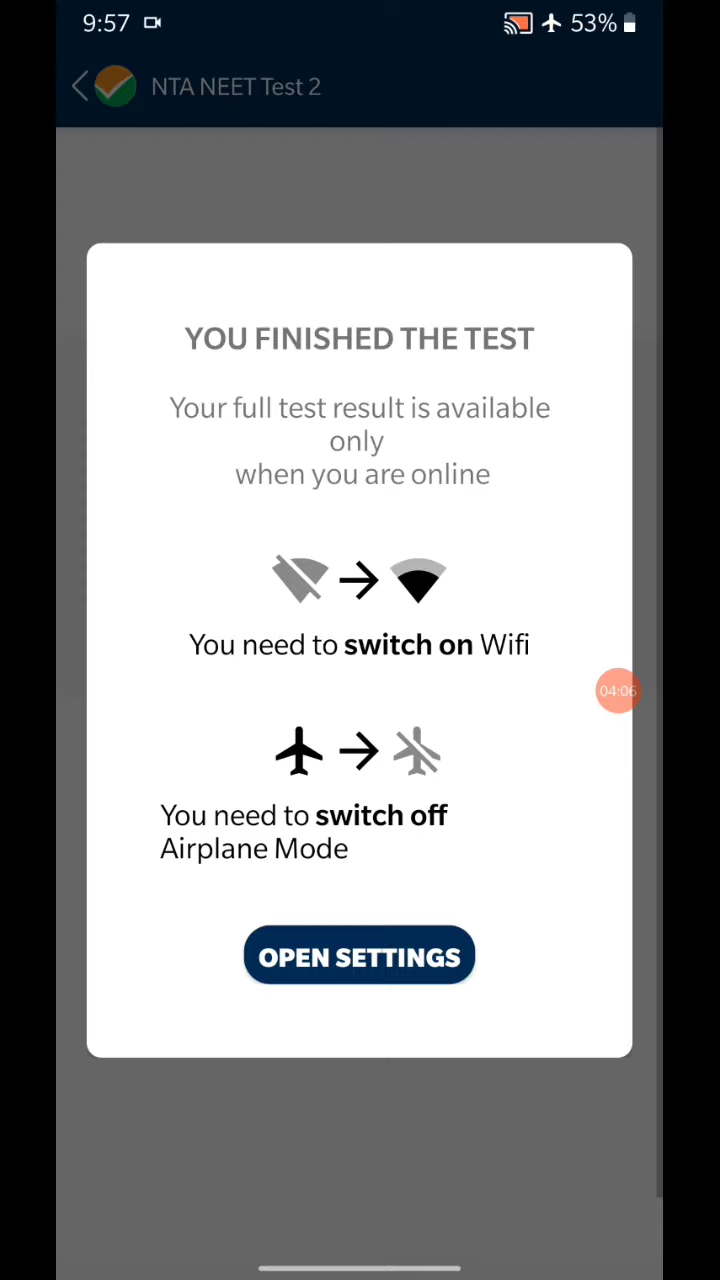 9:57
53%
NTA NEET Test 2
YOU FINISHED THE TEST
Your full test result is available
only
when you are online
You need to switch on Wifi
04:06
You need to switch off
Airplane Mode
OPEN SETTINGS